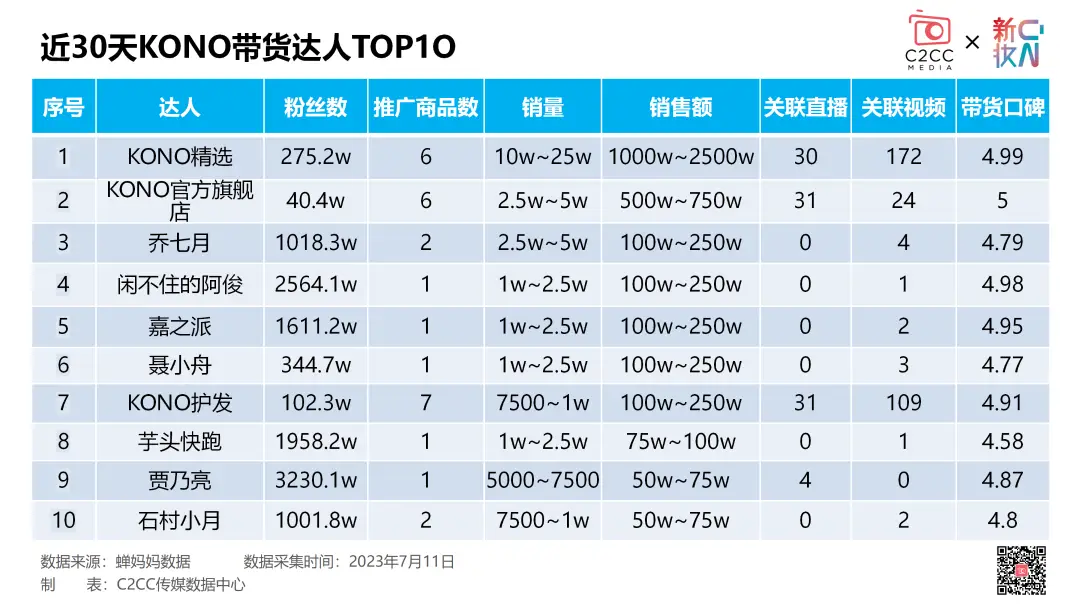 近30天KONO带货达人TOP10
C2CC
MEDIA
×
新C
妆N
序号 达人 粉丝数 推广商品数 销量 销售额 关联直播 关联视频 带货口碑
1 KONO精选 275.2w 6 10w~25w 1000w~2500w 30 172 4.99
2 KONO官方旗舰店 40.4w 6 2.5w~5w 500w~750w 31 24 5
3 乔七月 1018.3w 2 2.5w~5w 100w~250w 0 4 4.79
4 闲不住的阿俊 2564.1w 1 1w~2.5w 100w~250w 0 1 4.98
5 嘉之派 1611.2w 1 1w~2.5w 100w~250w 0 2 4.95
6 聂小舟 344.7w 1 1w~2.5w 100w~250w 0 3 4.77
7 KONO护发 102.3w 7 7500~1w 100w~250w 31 109 4.91
8 芋头快跑 1958.2w 1 1w~2.5w 75w~100w 0 1 4.58
9 贾乃亮 3230.1w 1 5000~7500 50w~75w 4 0 4.87
10 石村小月 1001.8w 2 7500~1w 50w~75w 0 2 4.8
数据来源：蝉妈妈数据 数据采集时间：2023年7月11日
制 表：C2CC传媒数据中心